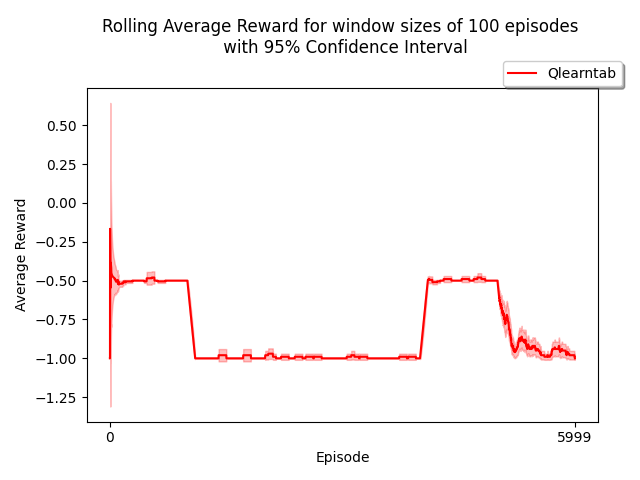 Rolling Average Reward for window sizes of 100 episodes
with 95% Confidence Interval
Qlearntab
0.50
0.25
0.00
−0.25
−0.50
−0.75
−1.00
−1.25
Average Reward
0
5999
Episode